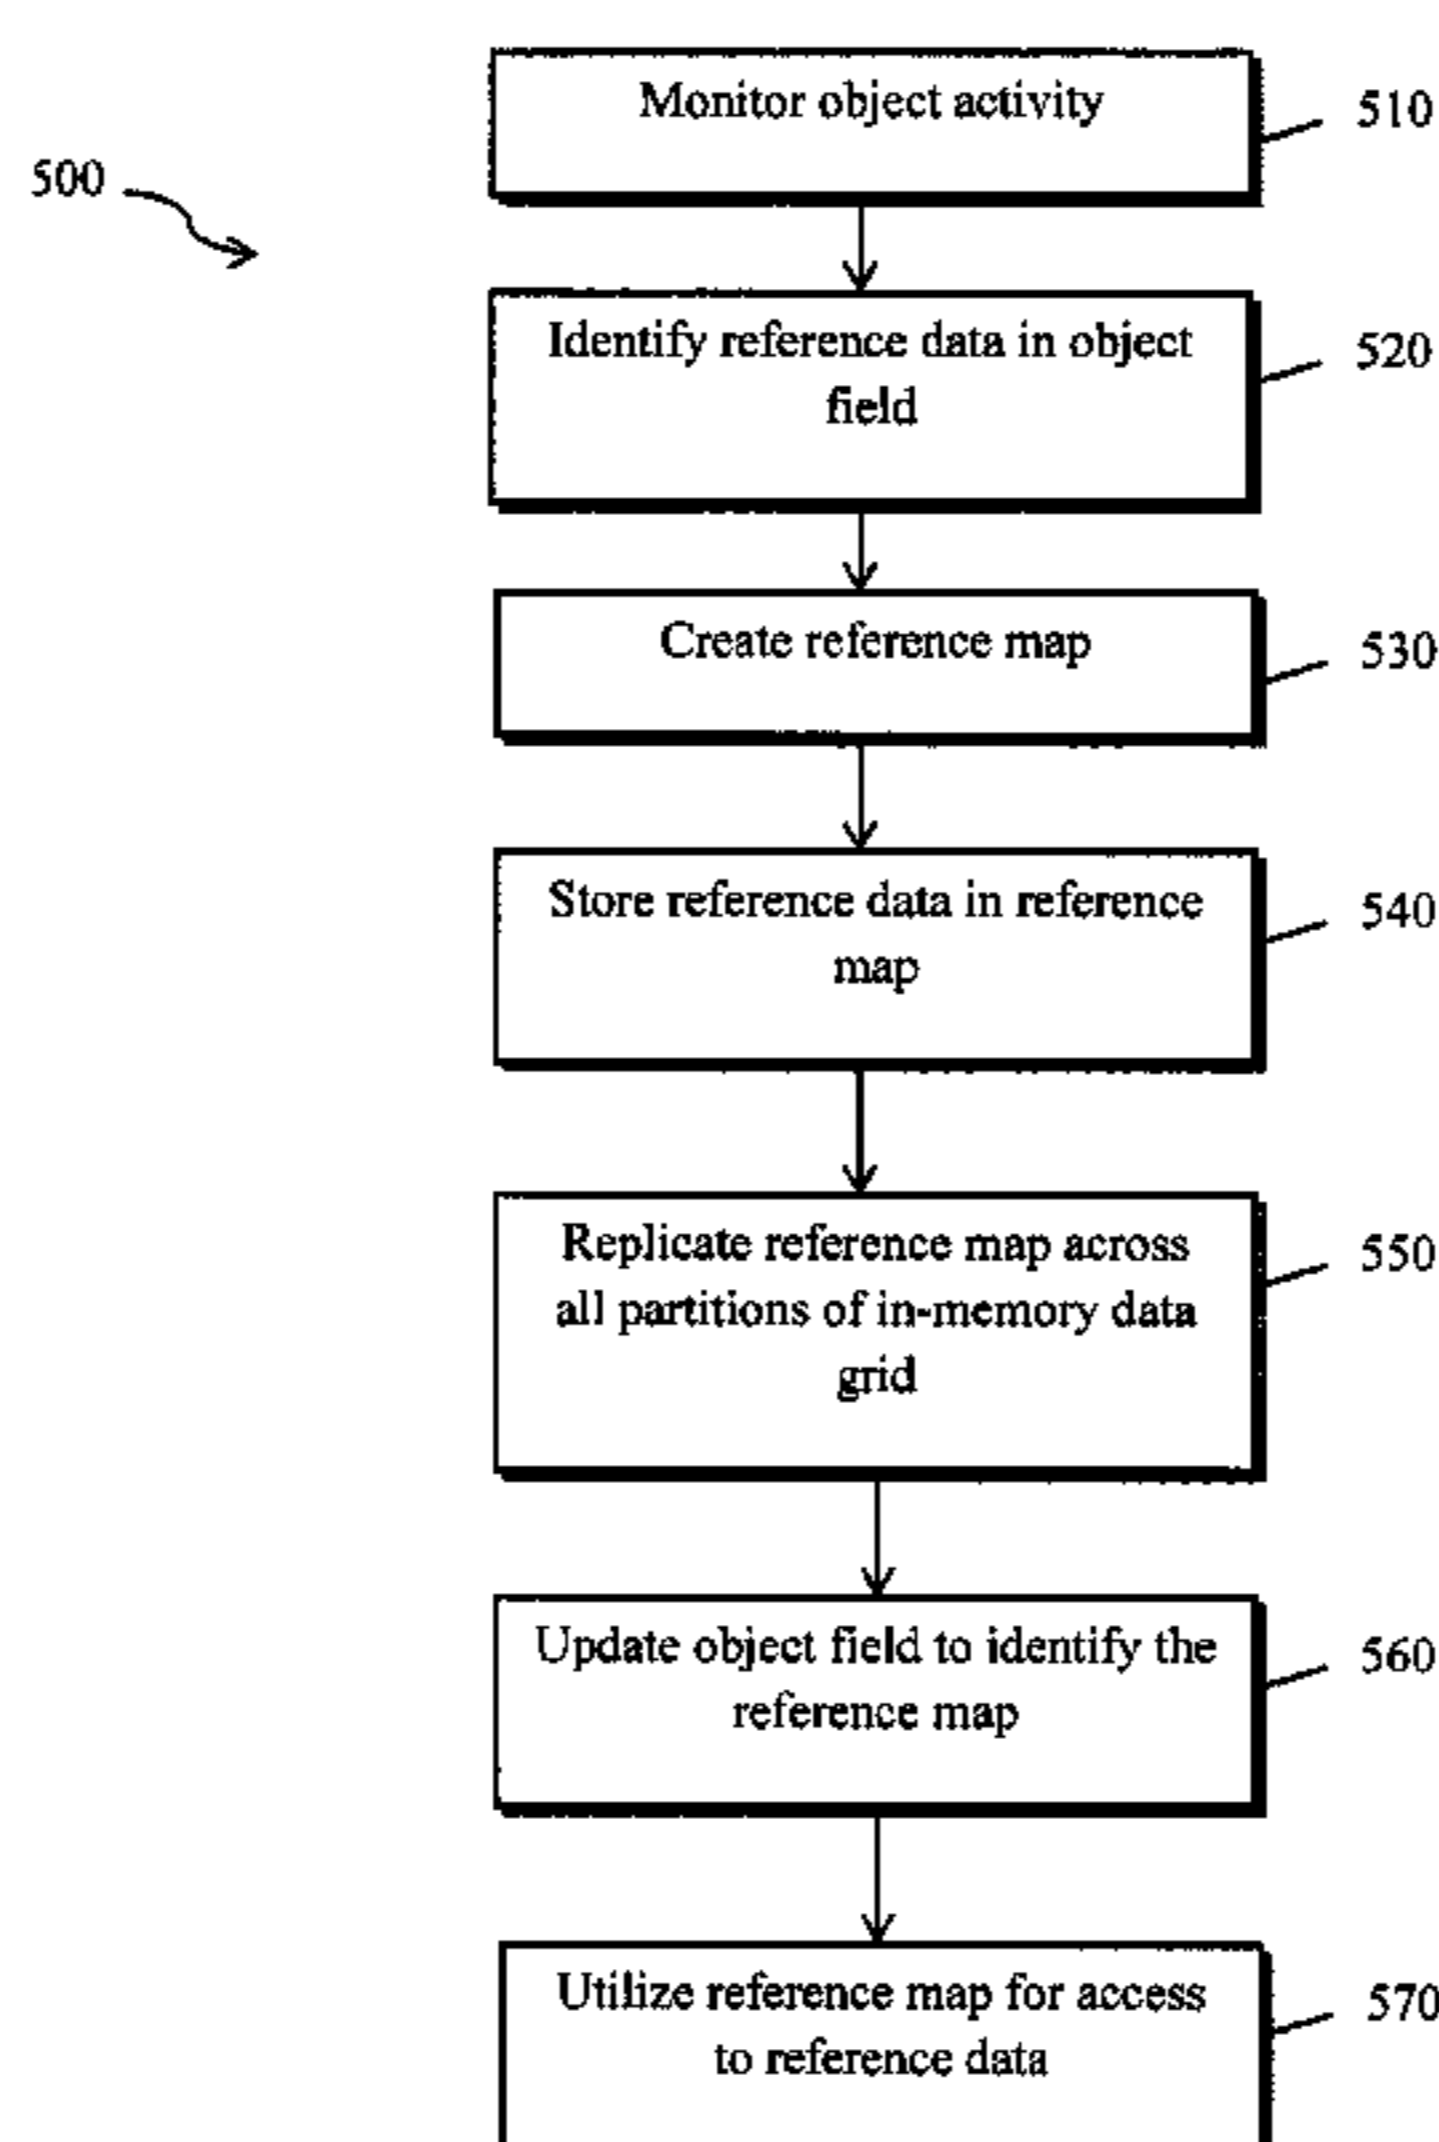 Monitor object activity
510
500
Identify reference data in object
field
520
Create reference map
530
Store reference data in reference
map
540
Replicate reference map across
all partitions of in-memory data
grid
550
Update object field to identify the
reference map
560
Utilize reference map for access
to reference data
570